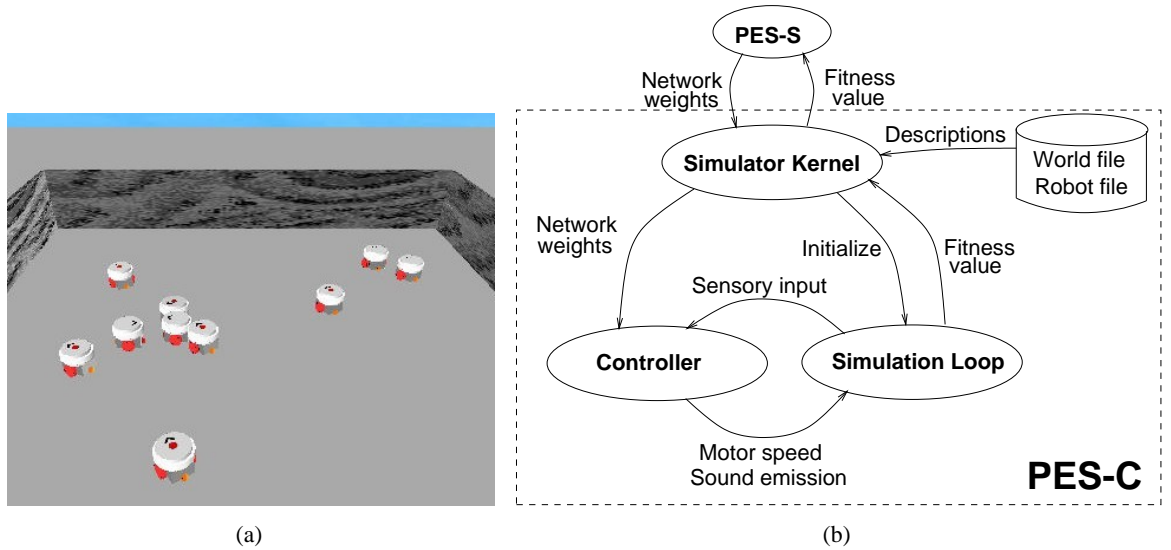 PES-S
Network
weights
Fitness
value
Descriptions
World file
Robot file
Simulator Kernel
Network
weights
Initialize
Fitness
value
Sensory input
Controller
Simulation Loop
Motor speed
Sound emission
PES-C
(a)
(b)